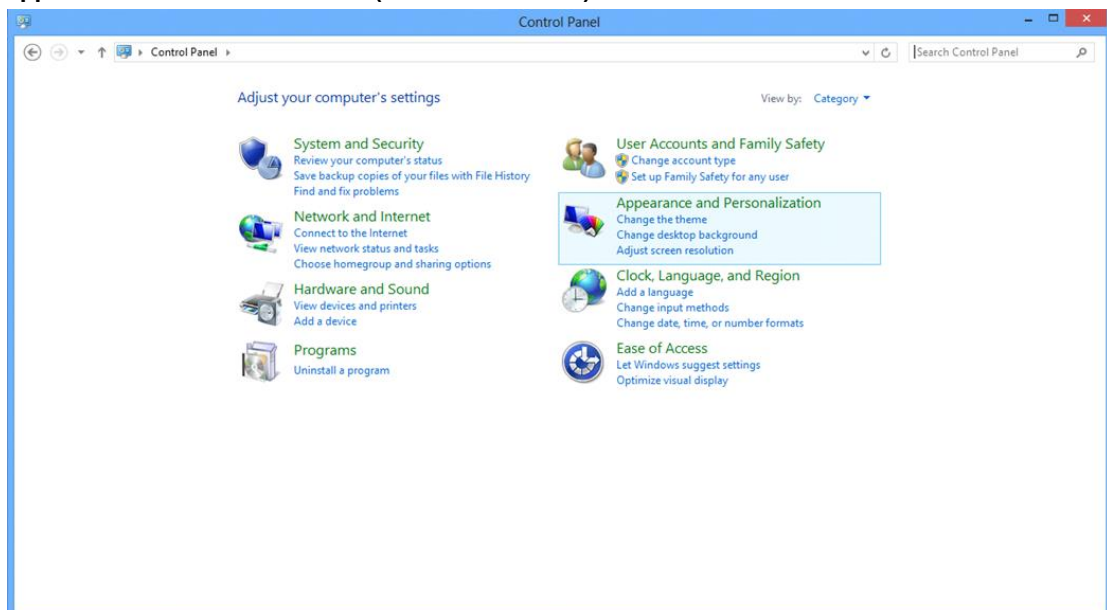 Control Panel
Control Panel
Search Control Panel
Adjust your computer's settings
View by: Category
System and Security
Review your computer's status
Save backup copies of your files with File History
Find and fix problems
Network and Internet
Connect to the Internet
View network status and tasks
Choose homegroup and sharing options
Hardware and Sound
View devices and printers
Add a device
Programs
Uninstall a program
User Accounts and Family Safety
Change account type
Set up Family Safety for any user
Appearance and Personalization
Change the theme
Change desktop background
Adjust screen resolution
Clock, Language, and Region
Add a language
Change input methods
Change date, time, or number formats
Ease of Access
Let Windows suggest settings
Optimize visual display